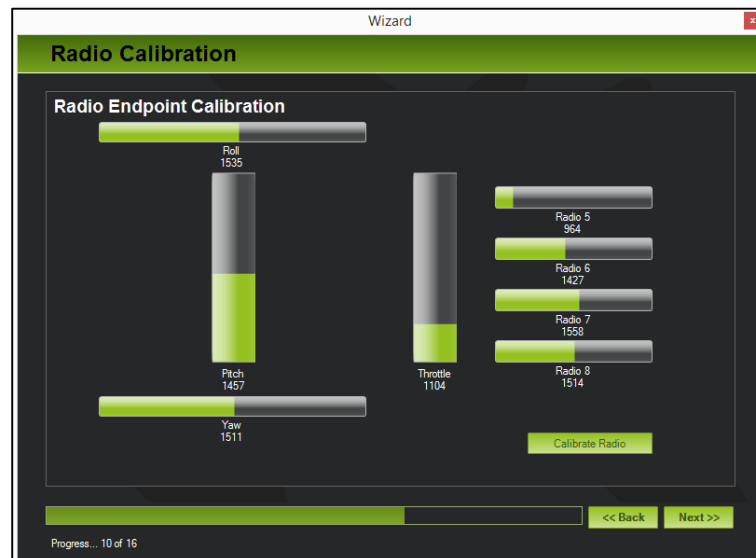 Wizard
x
Radio Calibration
Radio Endpoint Calibration
Roll
1535
Pitch
1457
Throttle
1104
Radio 5
964
Radio 6
1427
Radio 7
1558
Radio 8
1514
Yaw
1511
Calibrate Radio
<< Back
Next >>
Progress... 10 of 16